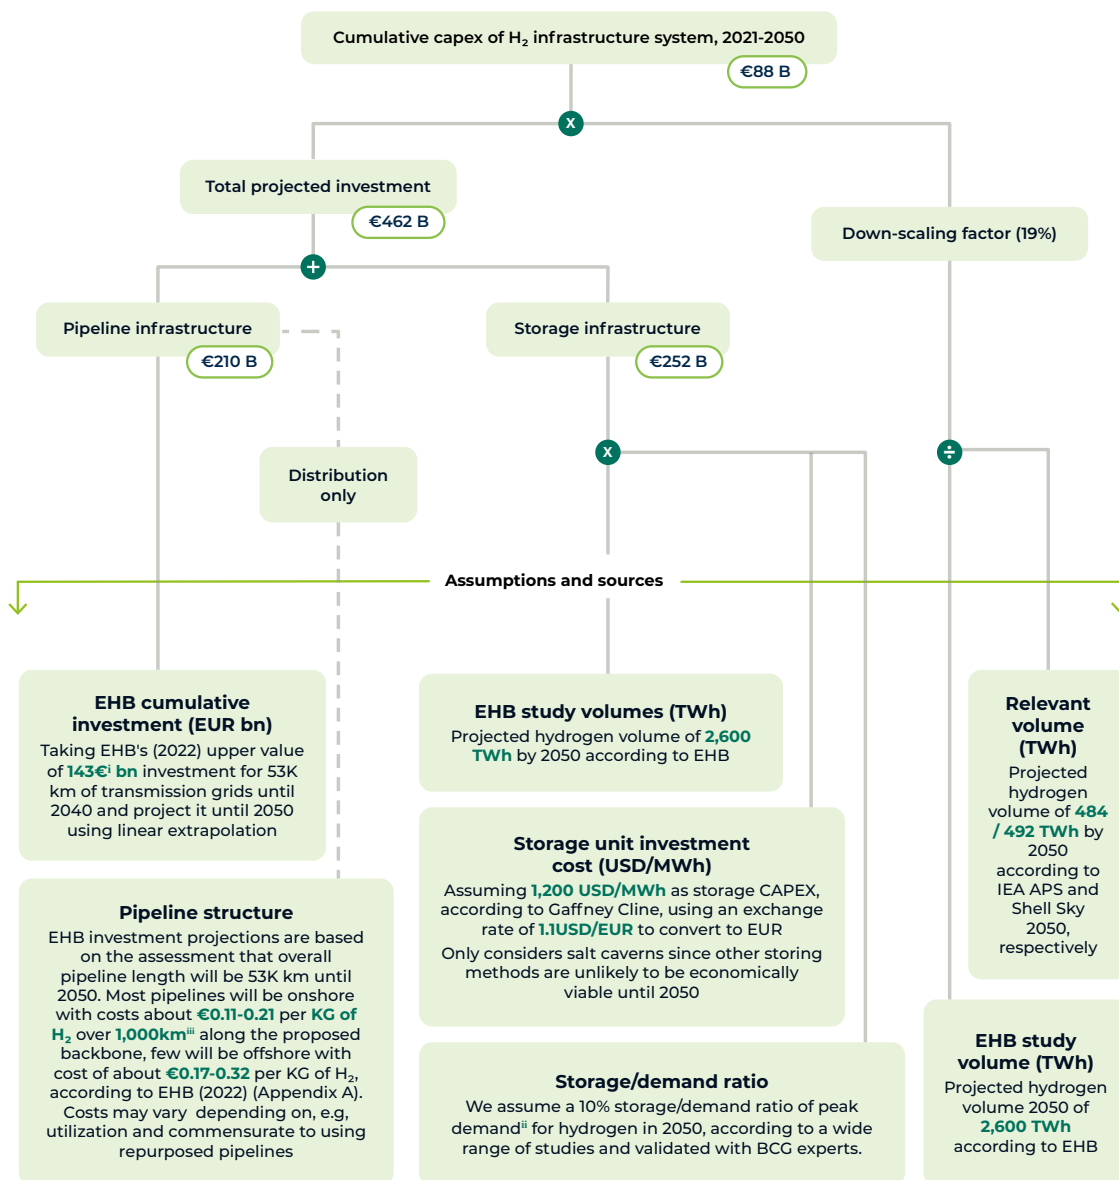 Cumulative capex of H₂ infrastructure system, 2021-2050
€88 B
X
Total projected investment
€462 B
Down-scaling factor (19%)
+
Pipeline infrastructure
€210 B
Storage infrastructure
€252 B
X
÷
Distribution
only
Assumptions and sources
EHB cumulative
investment (EUR bn)
Taking EHB's (2022) upper value
of 143€ⁱ bn investment for 53K
km of transmission grids until
2040 and project it until 2050
using linear extrapolation
Pipeline structure
EHB investment projections are based
on the assessment that overall
pipeline length will be 53K km until
2050. Most pipelines will be onshore
with costs about €0.11-0.21 per KG of
H₂ over 1,000kmⁱⁱⁱ along the proposed
backbone, few will be offshore with
cost of about €0.17-0.32 per KG of H₂,
according to EHB (2022) (Appendix A).
Costs may vary depending on, e.g,
utilization and commensurate to using
repurposed pipelines
EHB study volumes (TWh)
Projected hydrogen volume of 2,600
TWh by 2050 according to EHB
Storage unit investment
cost (USD/MWh)
Assuming 1,200 USD/MWh as storage CAPEX,
according to Gaffney Cline, using an exchange
rate of 1.1USD/EUR to convert to EUR
Only considers salt caverns since other storing
methods are unlikely to be economically
viable until 2050
Storage/demand ratio
We assume a 10% storage/demand ratio of peak
demandⁱⁱ for hydrogen in 2050, according to a wide
range of studies and validated with BCG experts.
Relevant
volume
(TWh)
Projected
hydrogen
volume of 484
/ 492 TWh by
2050
according to
IEA APS and
Shell Sky
2050,
respectively
EHB study
volume (TWh)
Projected hydrogen
volume 2050 of
2,600 TWh
according to EHB